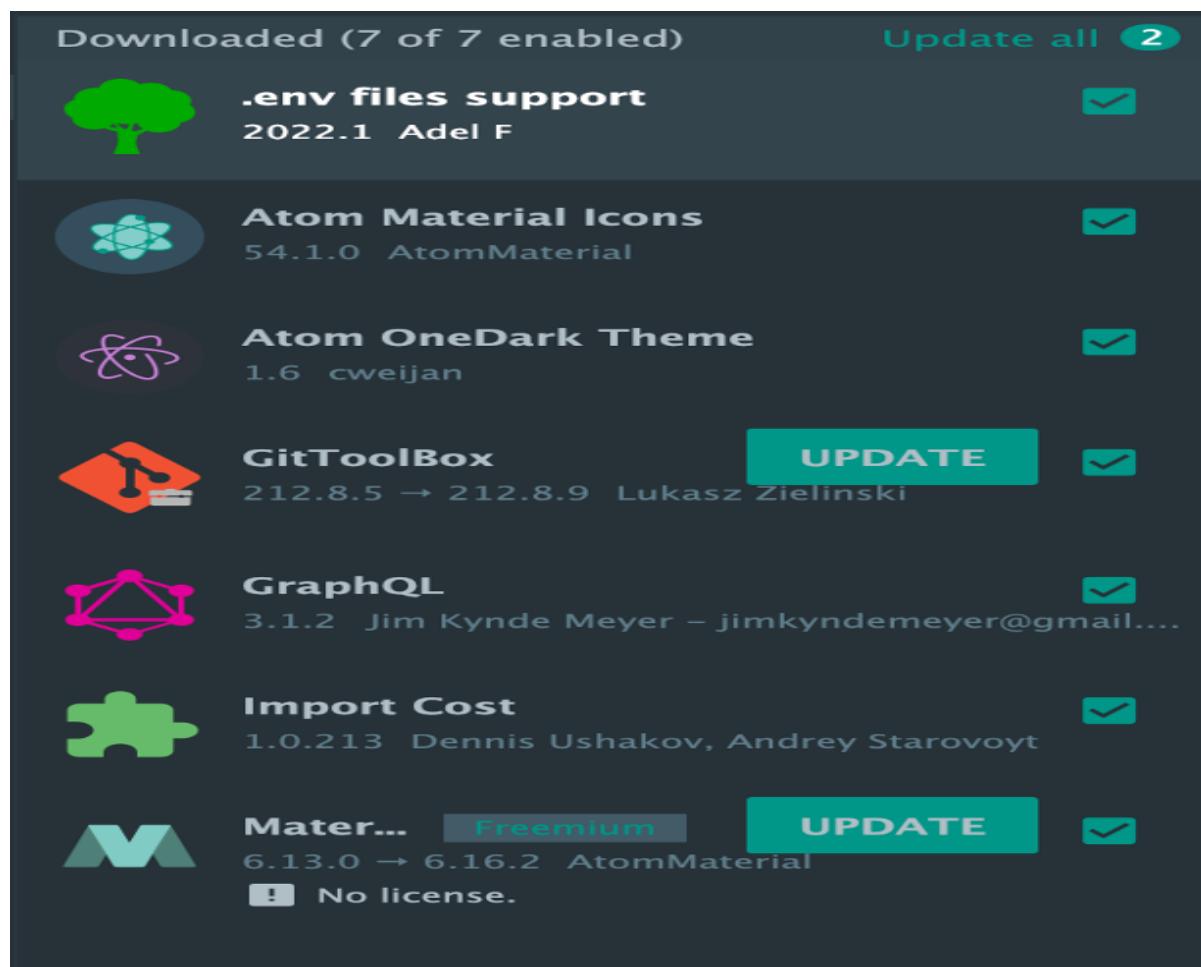 Downloaded (7 of 7 enabled) Update all 2
.env files support
2022.1 Adel F
Atom Material Icons
54.1.0 AtomMaterial
Atom OneDark Theme
1.6 cweijan
GitToolBox UPDATE
212.8.5 → 212.8.9 Lukasz Zielinski
GraphQL
3.1.2 Jim Kynde Meyer – jimkyndemeyer@gmail....
Import Cost
1.0.213 Dennis Ushakov, Andrey Starovoyt
Mater... Freemium UPDATE
6.13.0 → 6.16.2 AtomMaterial
! No license.